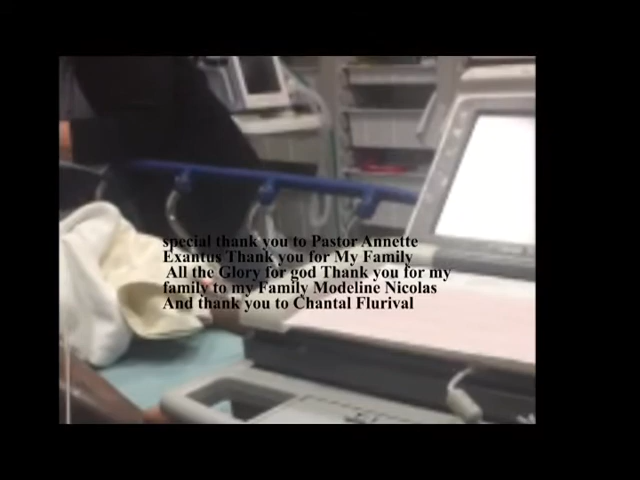 special thank you to Pastor Annette
Exantus Thank you for My Family
All the Glory for god Thank you for my
family to my Family Modeline Nicolas
And thank you to Chantal Flurival